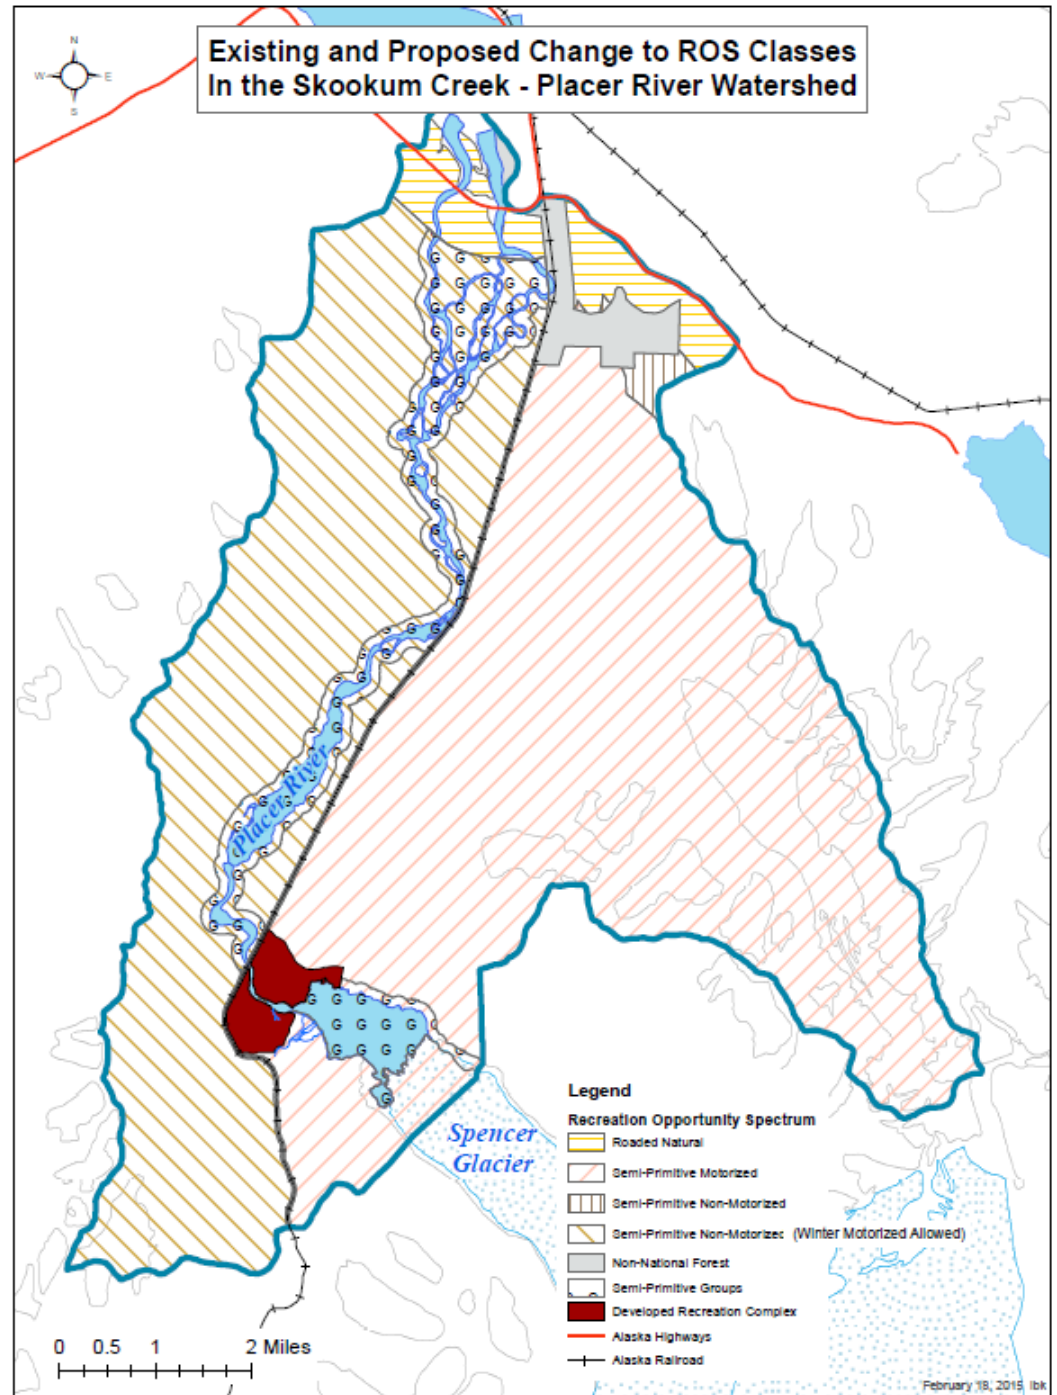 Existing and Proposed Change to ROS Classes
In the Skookum Creek - Placer River Watershed
N
W
E
S
Placer River
Spencer
Glacier
Legend
Recreation Opportunity Spectrum
Roaded Natural
Semi-Primitive Motorized
Semi-Primitive Non-Motorized
Semi-Primitive Non-Motorized (Winter Motorized Allowed)
Non-National Forest
Semi-Primitive Groups
Developed Recreation Complex
Alaska Highways
Alaska Railroad
0 0.5 1 2 Miles
February 18, 2015 lbk